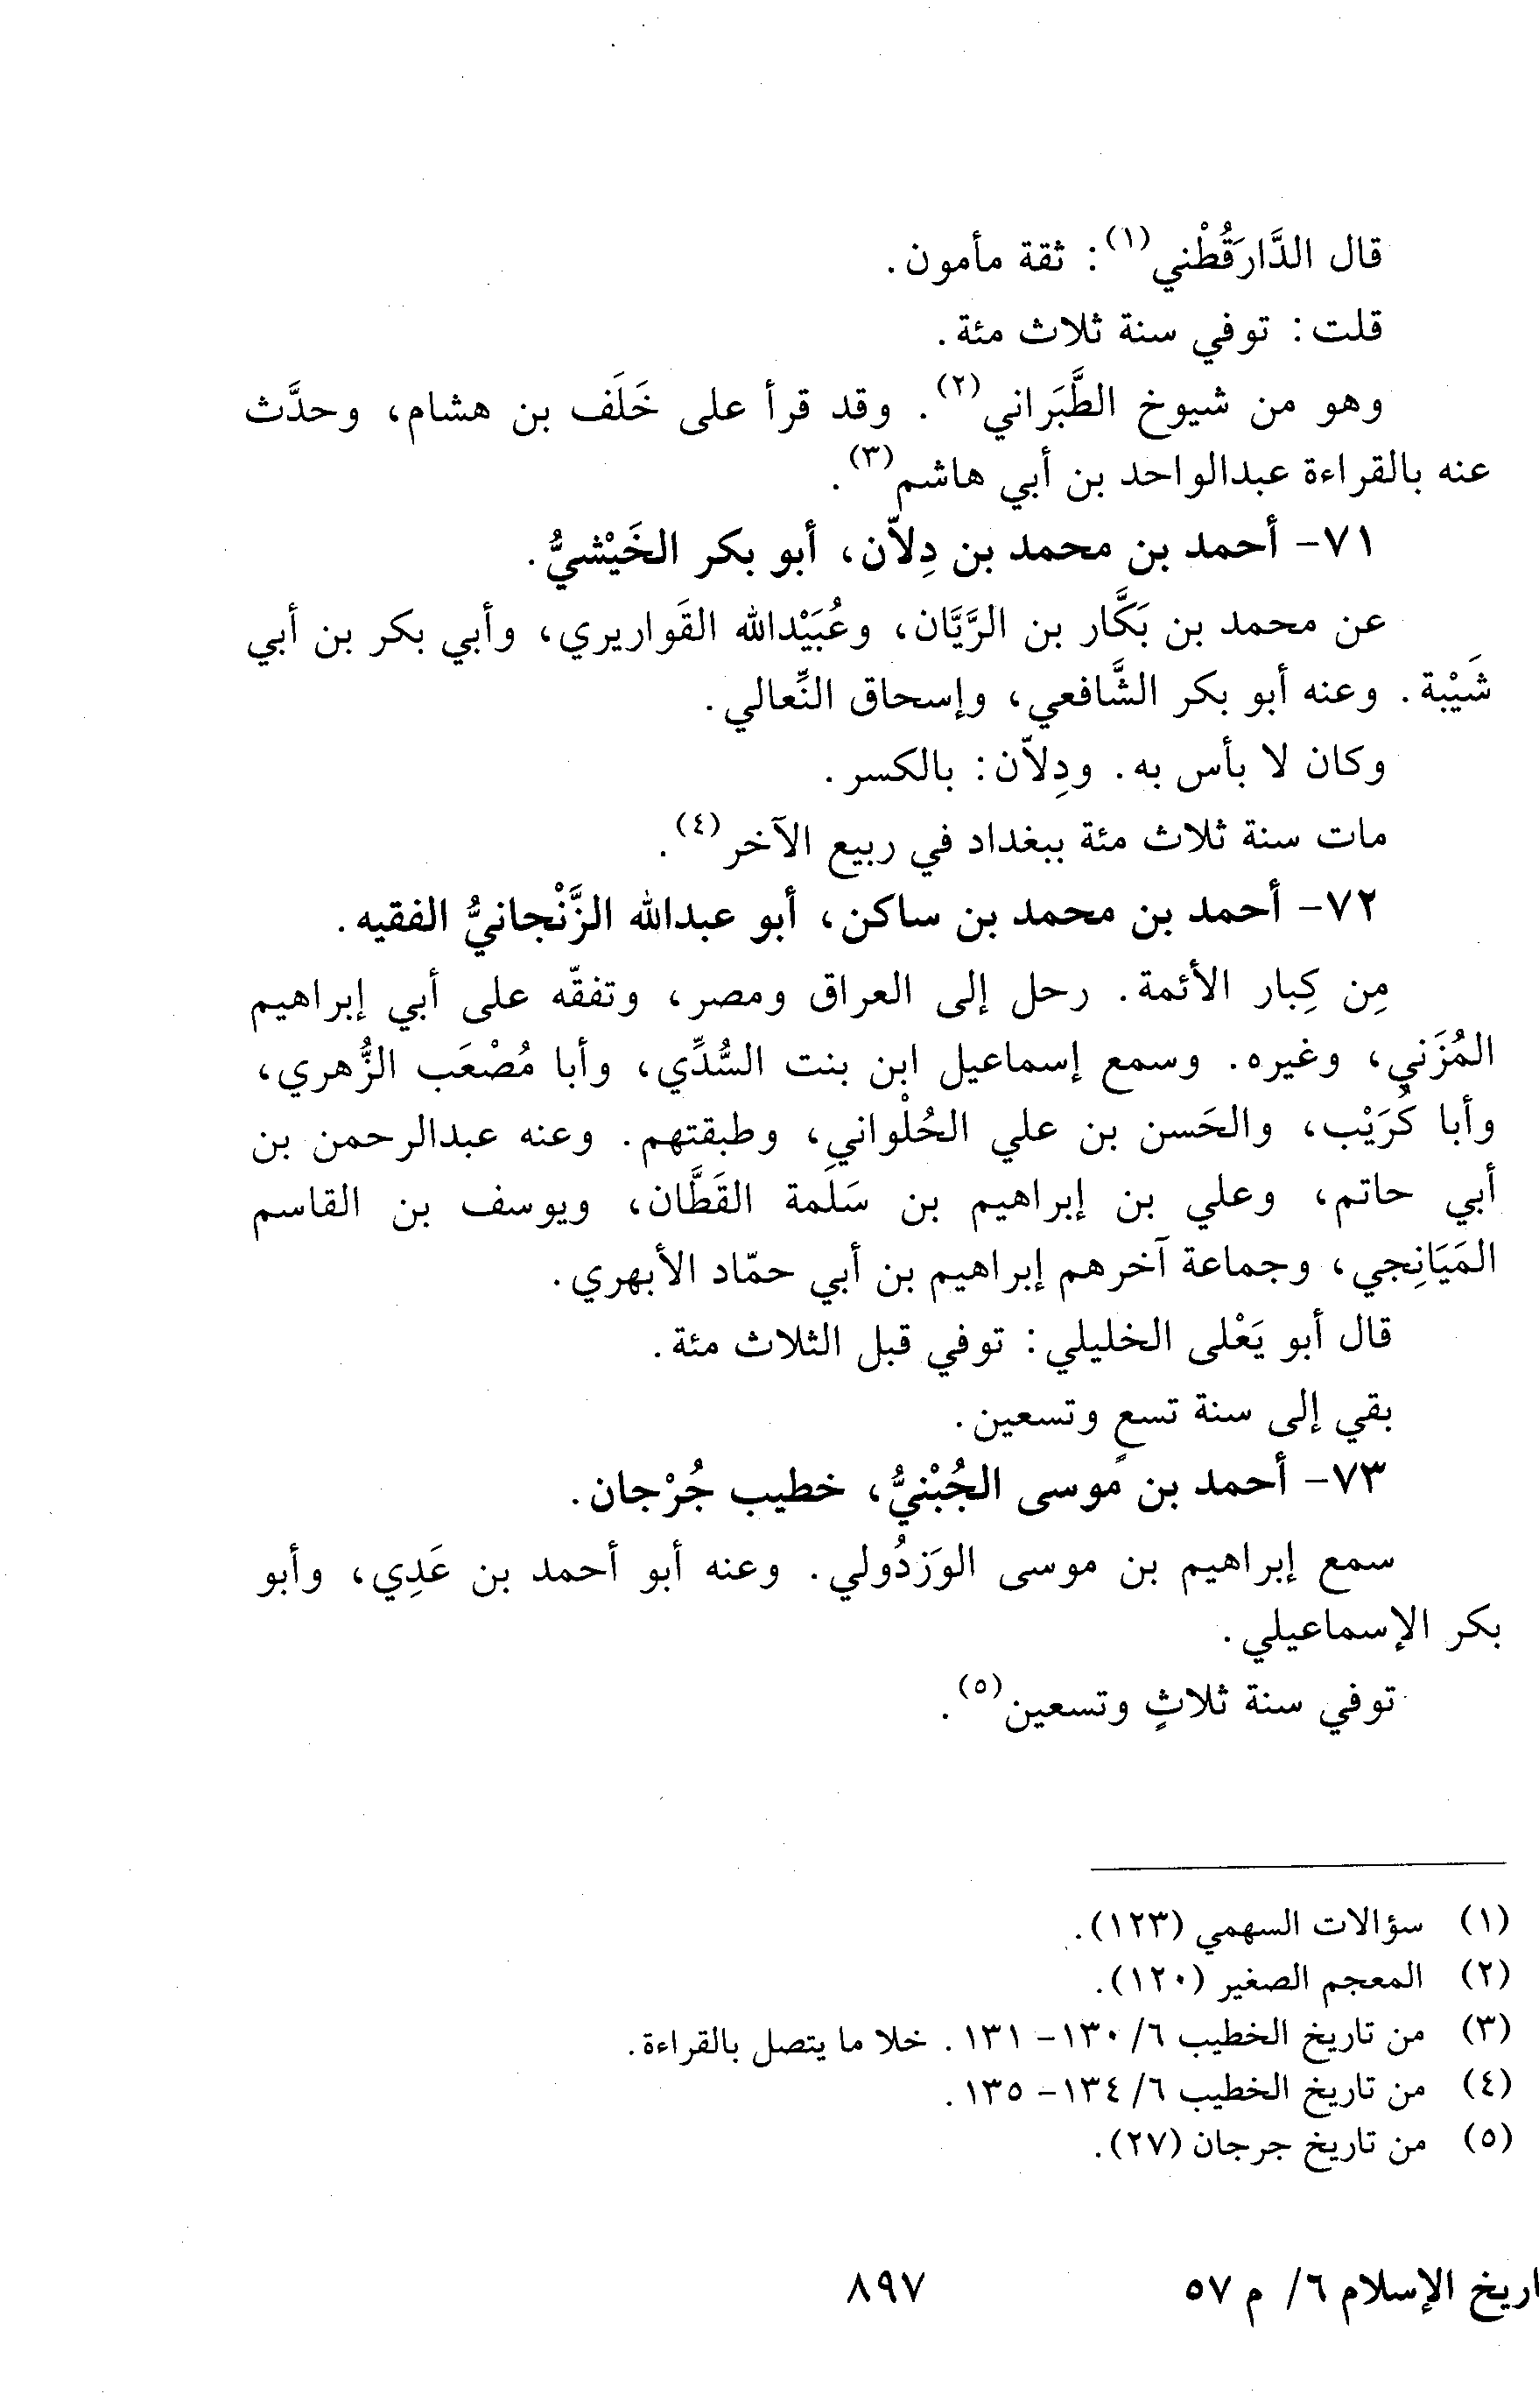 قال الدَّارَقُطْني(١): ثقة مأمون.
قلت: توفي سنة ثلاث مئة.
وهو من شيوخ الطَّبَراني(٢). وقد قرأ على خَلَف بن هشام، وحدَّث
عنه بالقراءة عبدالواحد بن أبي هاشم(٣).
٧١- أحمد بن محمد بن دِلاّن، أبو بكر الخَيْشيُّ.
عن محمد بن بَكَّار بن الرَّيَّان، وعُبَيْدالله القَواريري، وأبي بكر بن أبي
شَيْبة. وعنه أبو بكر الشَّافعي، وإسحاق النِّعالي.
وكان لا بأس به. ودِلاّن: بالكسر.
مات سنة ثلاث مئة ببغداد في ربيع الآخر(٤).
٧٢- أحمد بن محمد بن ساكن، أبو عبدالله الزَّنْجانيُّ الفقيه.
مِن كِبار الأئمة. رحل إلى العراق ومصر، وتفقّه على أبي إبراهيم
المُزَني، وغيره. وسمع إسماعيل ابن بنت السُّدِّي، وأبا مُصْعَب الزُّهري،
وأبا كُرَيْب، والحَسن بن علي الحُلْواني، وطبقتهم. وعنه عبدالرحمن بن
أبي حاتم، وعلي بن إبراهيم بن سَلَمة القَطَّان، ويوسف بن القاسم
المَيَانِجي، وجماعة آخرهم إبراهيم بن أبي حمّاد الأبهري.
قال أبو يَعْلى الخليلي: توفي قبل الثلاث مئة.
بقي إلى سنة تسعٍ وتسعين.
٧٣- أحمد بن موسى الجُبْنيُّ، خطيب جُرْجان.
سمع إبراهيم بن موسى الوَزدُولي. وعنه أبو أحمد بن عَدِي، وأبو
بكر الإسماعيلي.
توفي سنة ثلاثٍ وتسعين(٥).
(١) سؤالات السهمي (١٢٣).
(٢) المعجم الصغير (١٢٠).
(٣) من تاريخ الخطيب ٦/ ١٣٠- ١٣١. خلا ما يتصل بالقراءة.
(٤) من تاريخ الخطيب ٦/ ١٣٤- ١٣٥.
(٥) من تاريخ جرجان (٢٧).
اريخ الإسلام ٦/ م ٥٧
٨٩٧